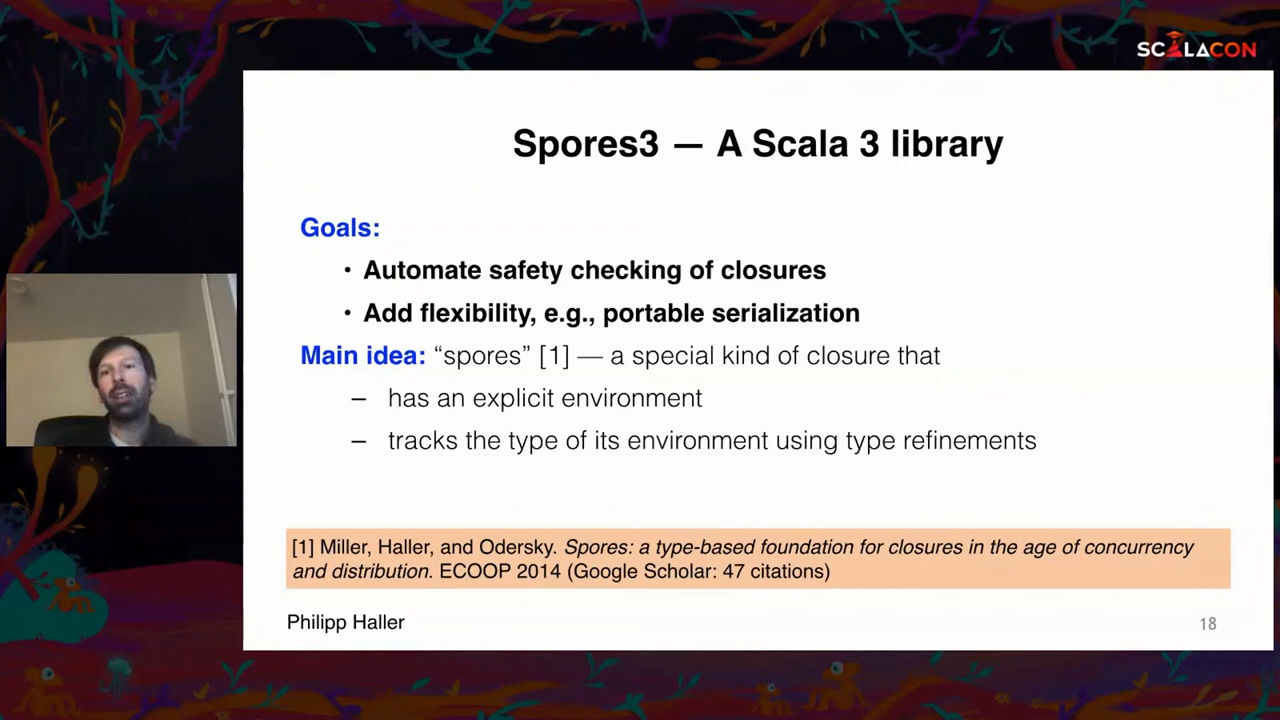 SCALACON
Spores3 — A Scala 3 library
Goals:
• Automate safety checking of closures
• Add flexibility, e.g., portable serialization
Main idea: “spores” [1] — a special kind of closure that
– has an explicit environment
– tracks the type of its environment using type refinements
[1] Miller, Haller, and Odersky. Spores: a type-based foundation for closures in the age of concurrency
and distribution. ECOOP 2014 (Google Scholar: 47 citations)
Philipp Haller
18